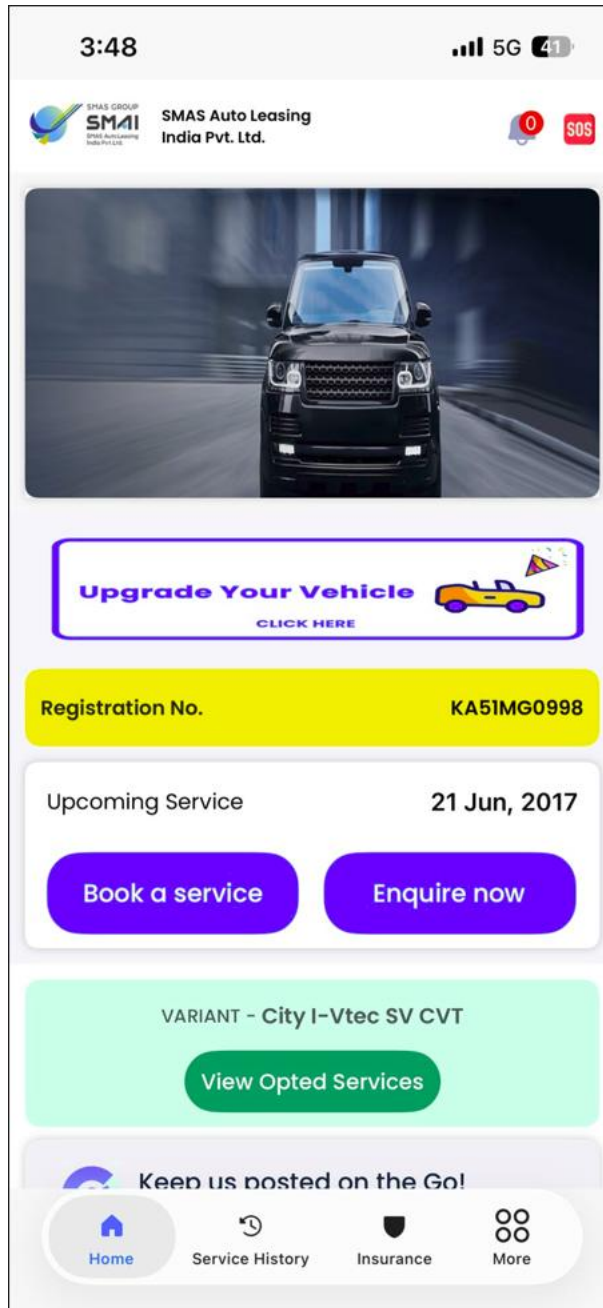 3:48
5G 41
SMAS GROUP
SMAI
SMAS Auto Leasing
India Pvt. Ltd.
SMAS Auto Leasing
India Pvt. Ltd.
0
SOS
Upgrade Your Vehicle
CLICK HERE
Registration No. KA51MG0998
Upcoming Service 21 Jun, 2017
Book a service Enquire now
VARIANT - City I-Vtec SV CVT
View Opted Services
Keep us posted on the Go!
Home Service History Insurance More